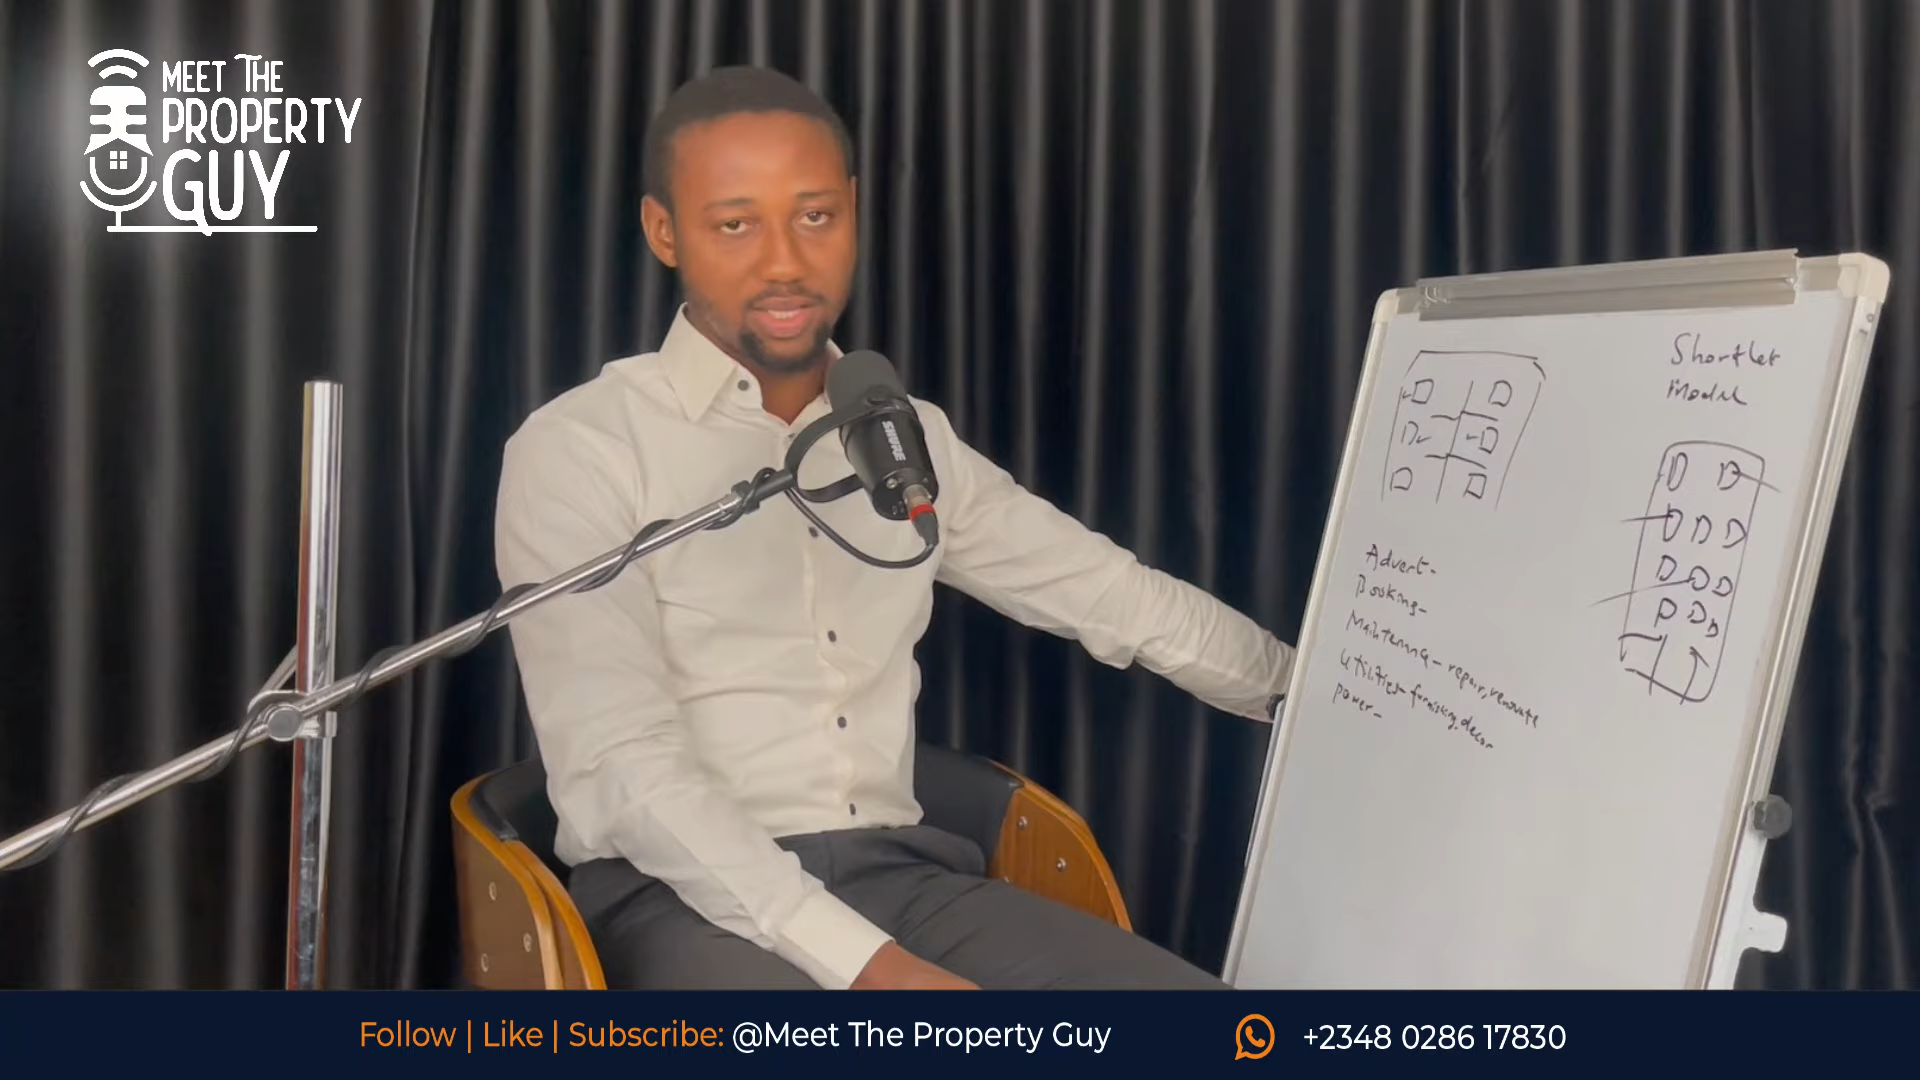 MEET THE
PROPERTY
GUY
SHURE
Shortlet
Model
Advert-
Booking-
Maintenance - repair, renovate
Utilities - furnishing, decor
power-
Follow | Like | Subscribe: @Meet The Property Guy
+2348 0286 17830